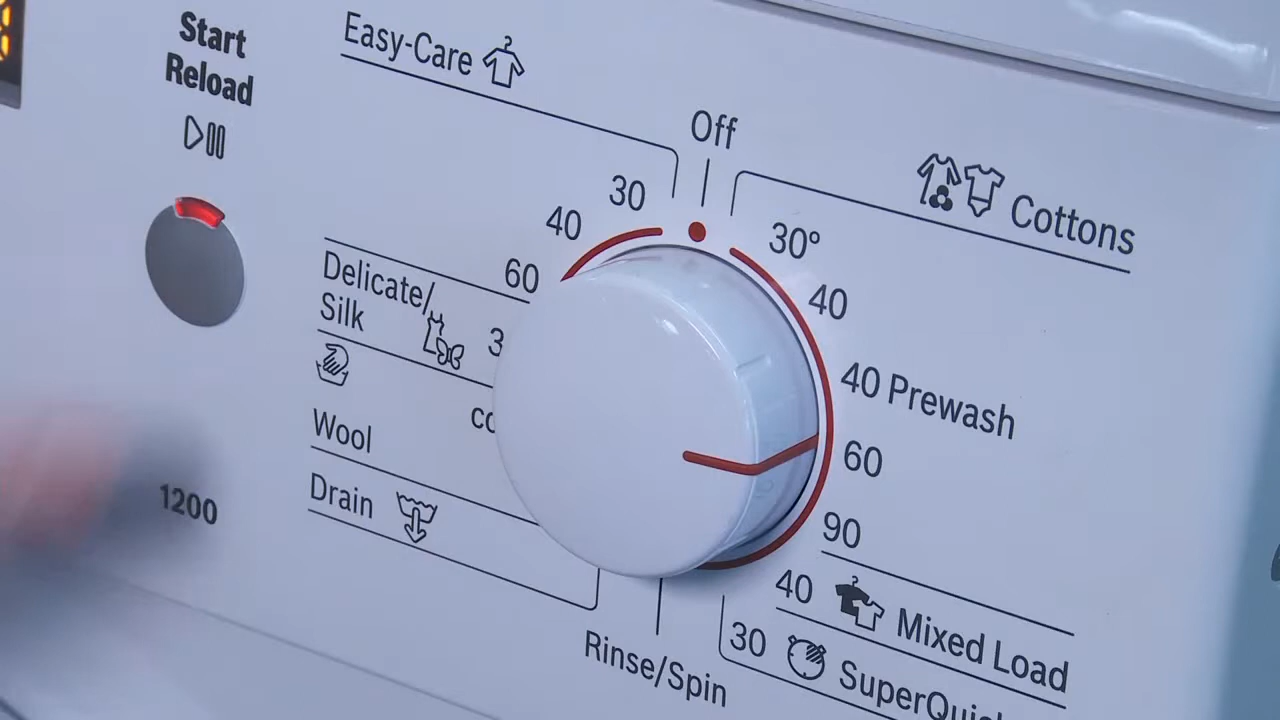 Start
Reload
1200
Easy-Care
Off
Cottons
30
40
60
Delicate/
Silk
Wool
Drain
30º
40
40 Prewash
60
90
40 Mixed Load
30
Rinse/Spin